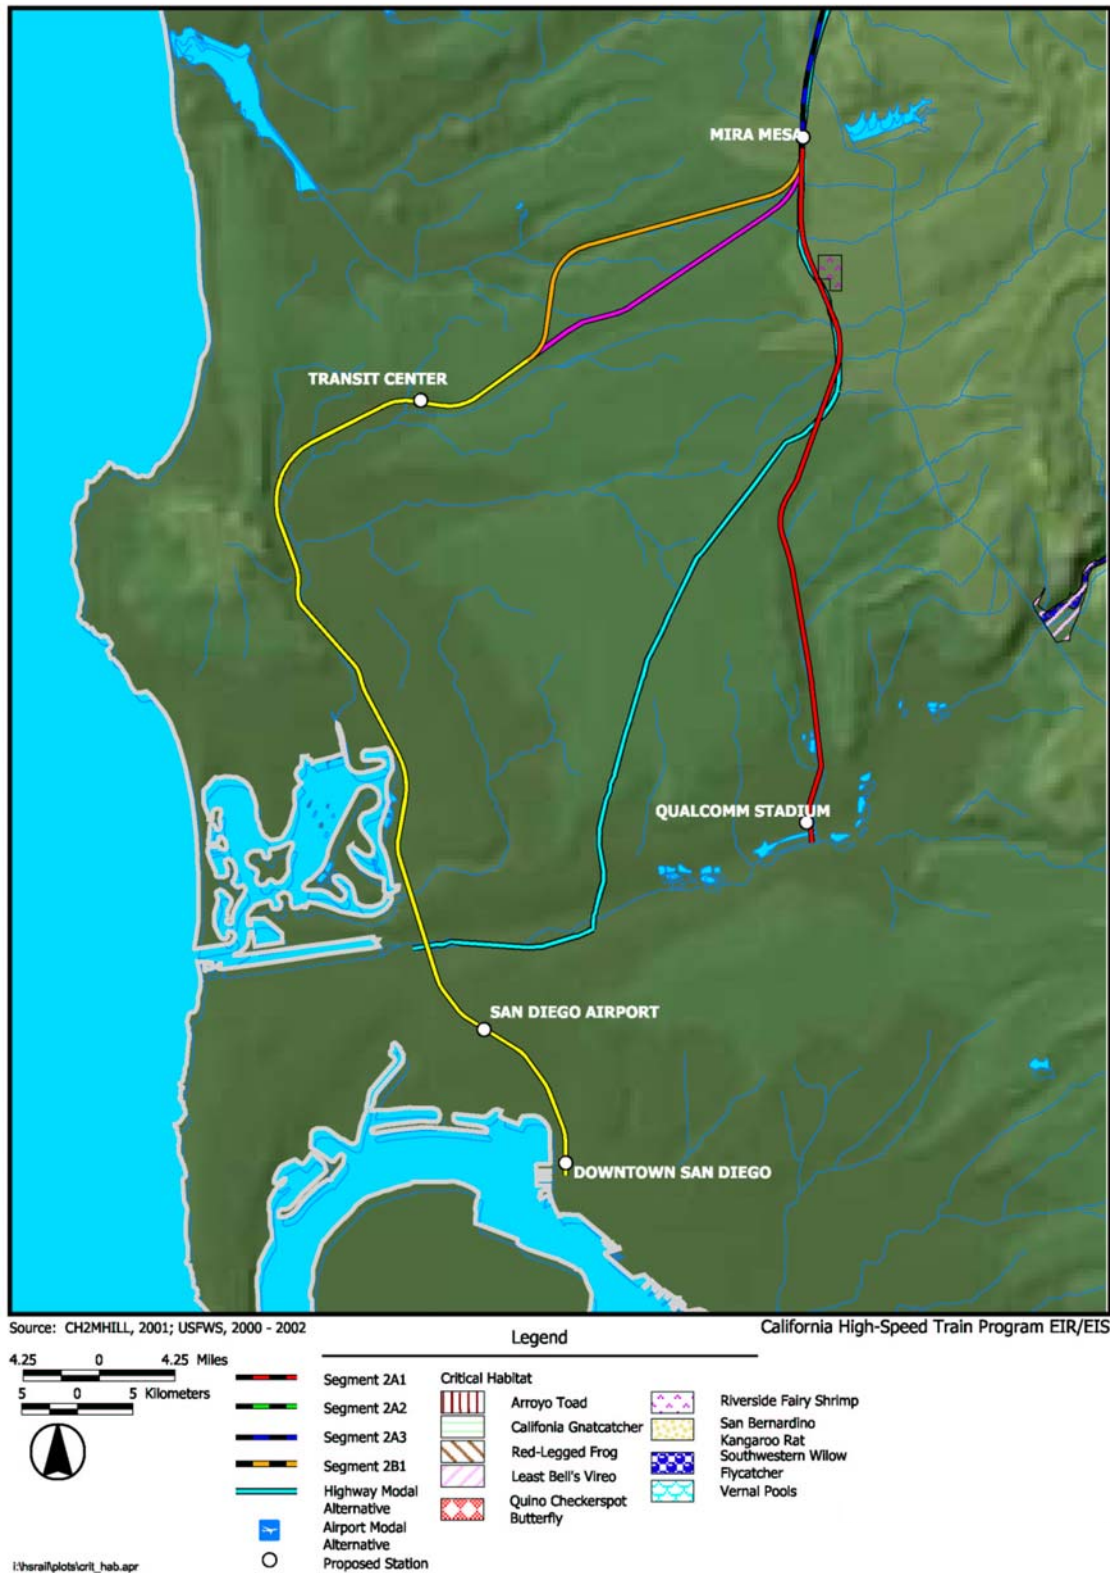 MIRA MESA
TRANSIT CENTER
QUALCOMM STADIUM
SAN DIEGO AIRPORT
DOWNTOWN SAN DIEGO
Source: CH2MHILL, 2001; USFWS, 2000 - 2002
California High-Speed Train Program EIR/EIS
Legend
4.25 0 4.25 Miles
5 0 5 Kilometers
Segment 2A1
Segment 2A2
Segment 2A3
Segment 2B1
Highway Modal
Alternative
Airport Modal
Alternative
Proposed Station
Critical Habitat
Arroyo Toad
Califonia Gnatcatcher
Red-Legged Frog
Least Bell's Vireo
Quino Checkerspot
Butterfly
Riverside Fairy Shrimp
San Bernardino
Kangaroo Rat
Southwestern Wilow
Flycatcher
Vernal Pools
i:\hsrail\plots\crit_hab.apr